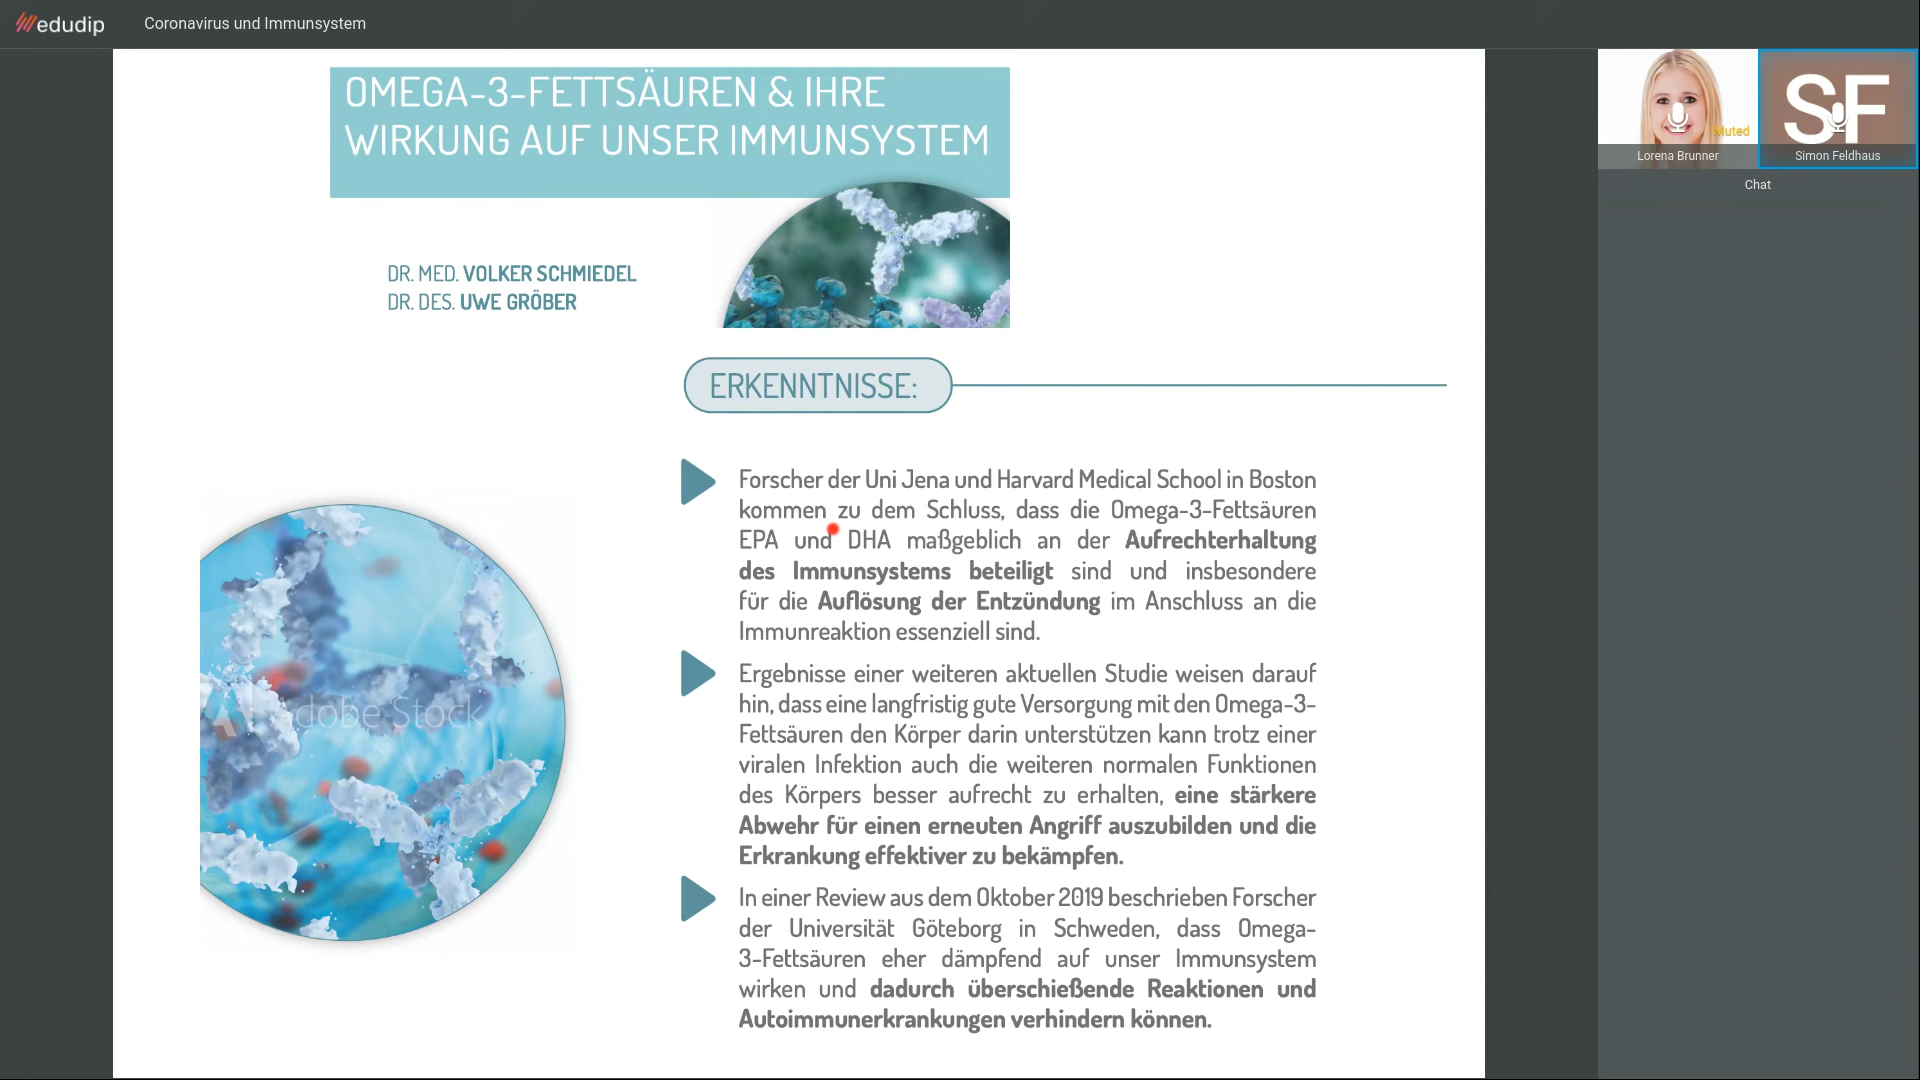 edudip
Coronavirus und Immunsystem
OMEGA-3-FETTSÄUREN & IHRE
WIRKUNG AUF UNSER IMMUNSYSTEM
DR. MED. VOLKER SCHMIEDEL
DR. DES. UWE GRÖBER
ERKENNTNISSE:
Forscher der Uni Jena und Harvard Medical School in Boston
kommen zu dem Schluss, dass die Omega-3-Fettsäuren
EPA und DHA maßgeblich an der Aufrechterhaltung
des Immunsystems beteiligt sind und insbesondere
für die Auflösung der Entzündung im Anschluss an die
Immunreaktion essenziell sind.
Ergebnisse einer weiteren aktuellen Studie weisen darauf
hin, dass eine langfristig gute Versorgung mit den Omega-3-
Fettsäuren den Körper darin unterstützen kann trotz einer
viralen Infektion auch die weiteren normalen Funktionen
des Körpers besser aufrecht zu erhalten, eine stärkere
Abwehr für einen erneuten Angriff auszubilden und die
Erkrankung effektiver zu bekämpfen.
In einer Review aus dem Oktober 2019 beschrieben Forscher
der Universität Göteborg in Schweden, dass Omega-
3-Fettsäuren eher dämpfend auf unser Immunsystem
wirken und dadurch überschießende Reaktionen und
Autoimmunerkrankungen verhindern können.
Adobe Stock
Muted
Lorena Brunner
SF
Simon Feldhaus
Chat